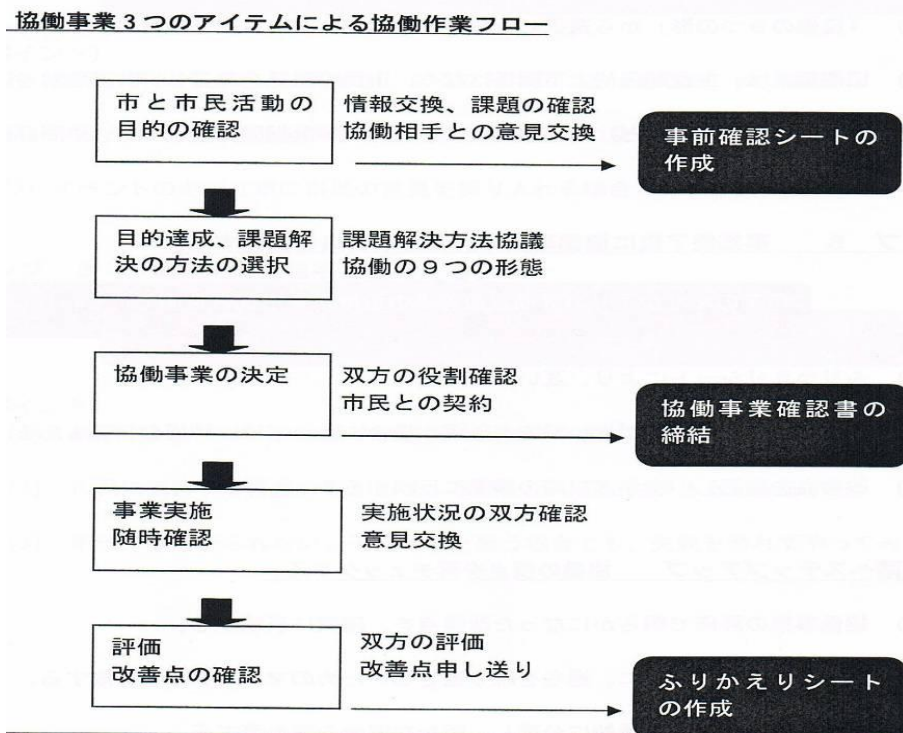 協働事業３つのアイテムによる協働作業フロー
市と市民活動の
目的の確認
情報交換、課題の確認
協働相手との意見交換
事前確認シートの
作成
目的達成、課題解
決の方法の選択
課題解決方法協議
協働の９つの形態
協働事業の決定
双方の役割確認
市民との契約
協働事業確認書の
締結
事業実施
随時確認
実施状況の双方確認
意見交換
評価
改善点の確認
双方の評価
改善点申し送り
ふりかえりシート
の作成